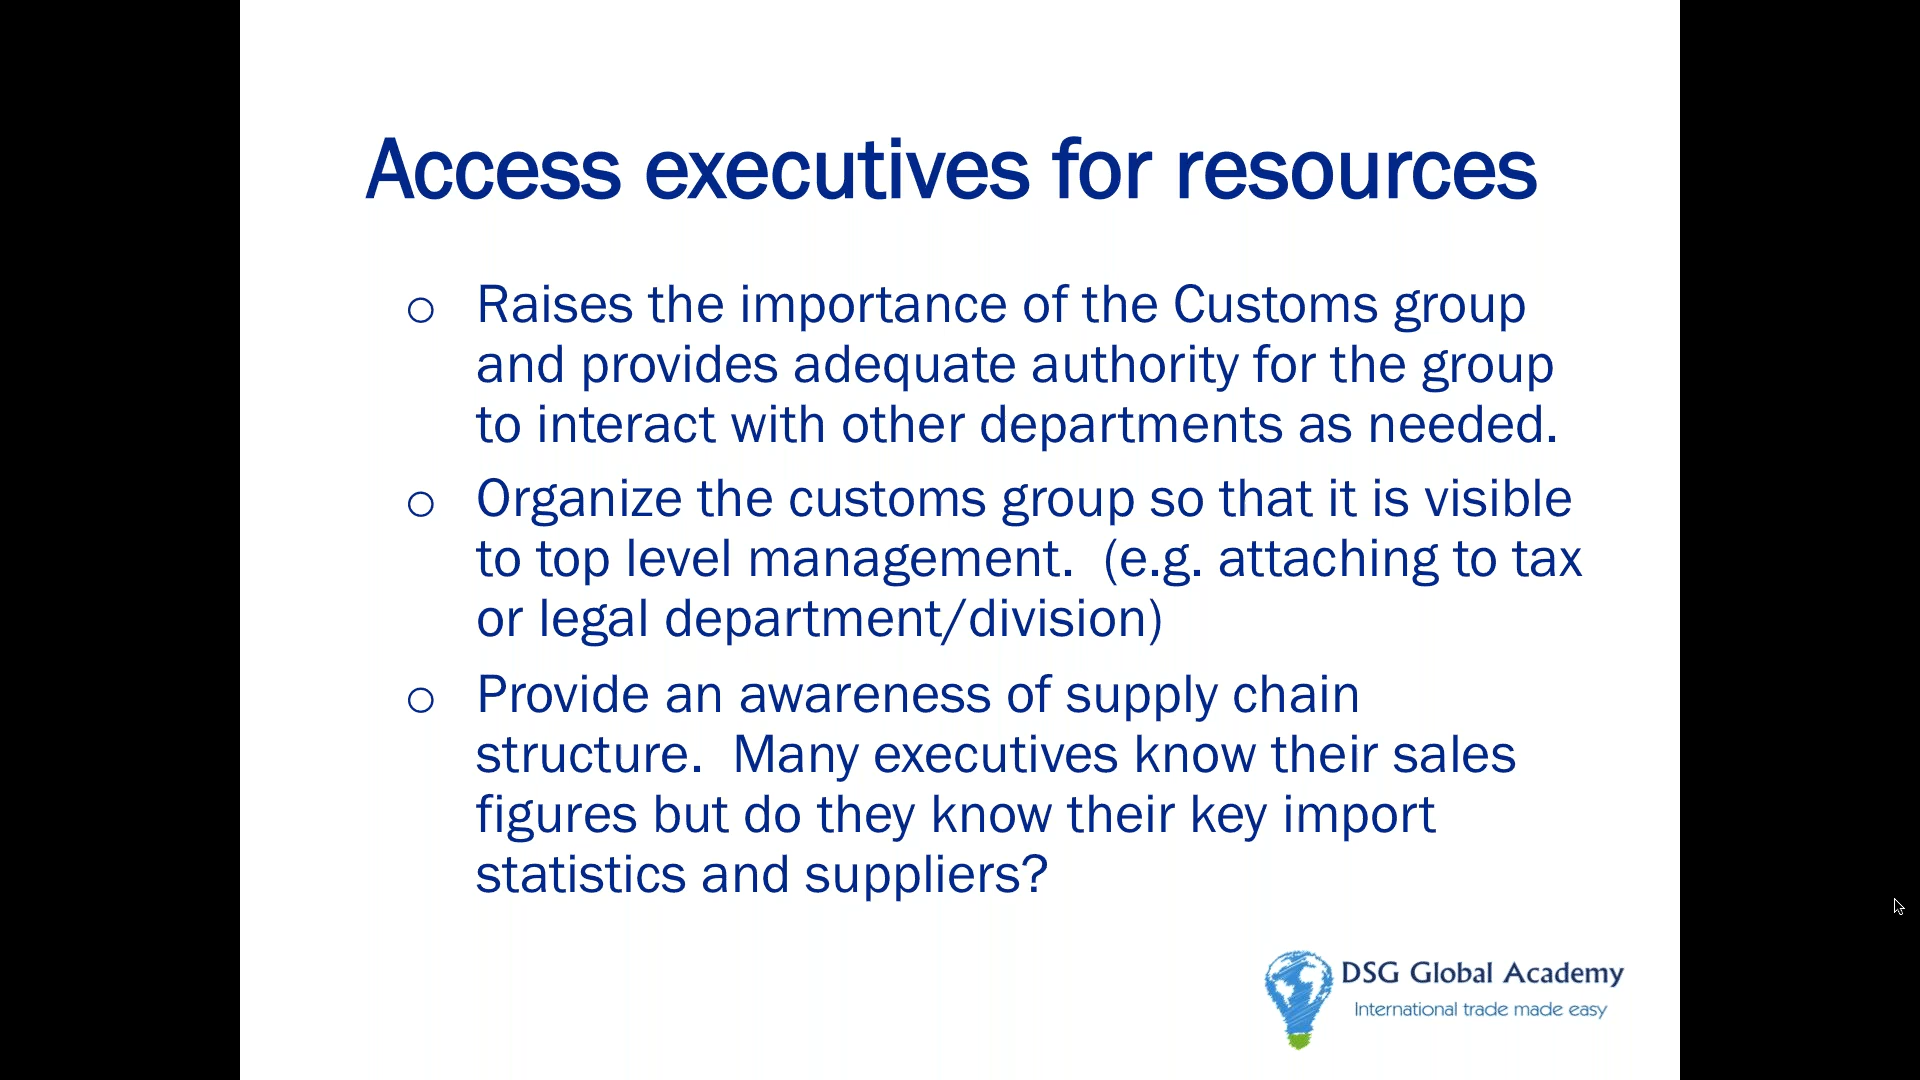 Access executives for resources
○ Raises the importance of the Customs group
and provides adequate authority for the group
to interact with other departments as needed.
○ Organize the customs group so that it is visible
to top level management.  (e.g. attaching to tax
or legal department/division)
○ Provide an awareness of supply chain
structure.  Many executives know their sales
figures but do they know their key import
statistics and suppliers?
DSG Global Academy
International trade made easy